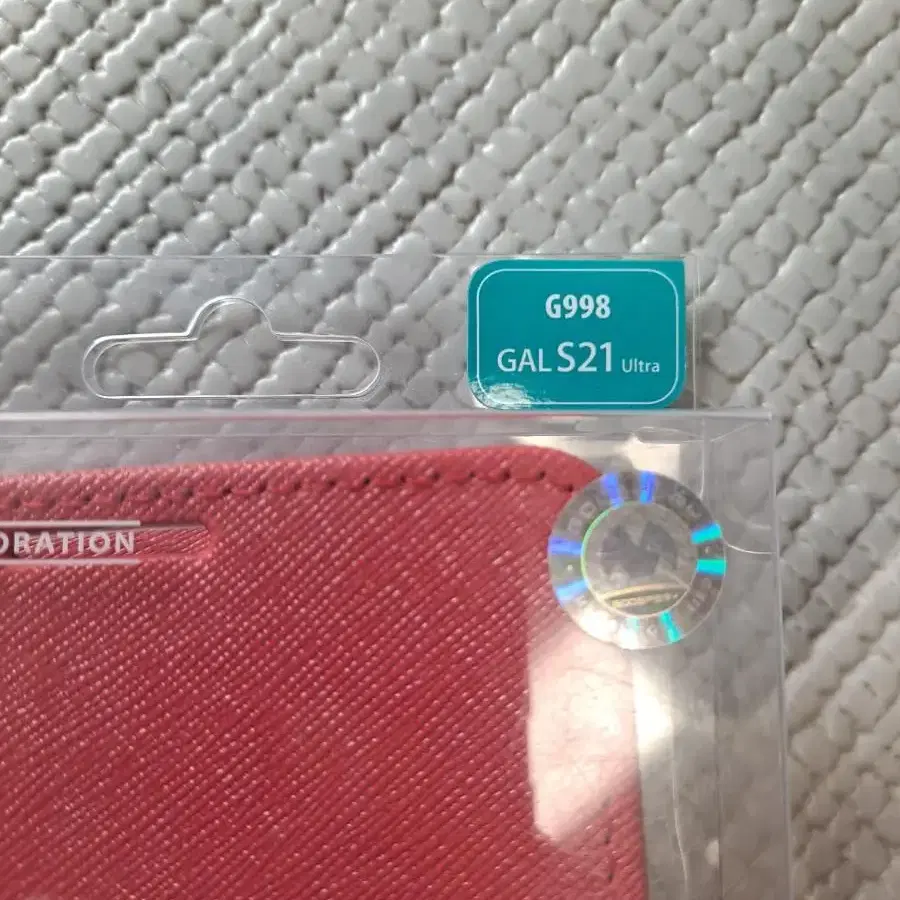 G998
GAL S21 Ultra
ORATION